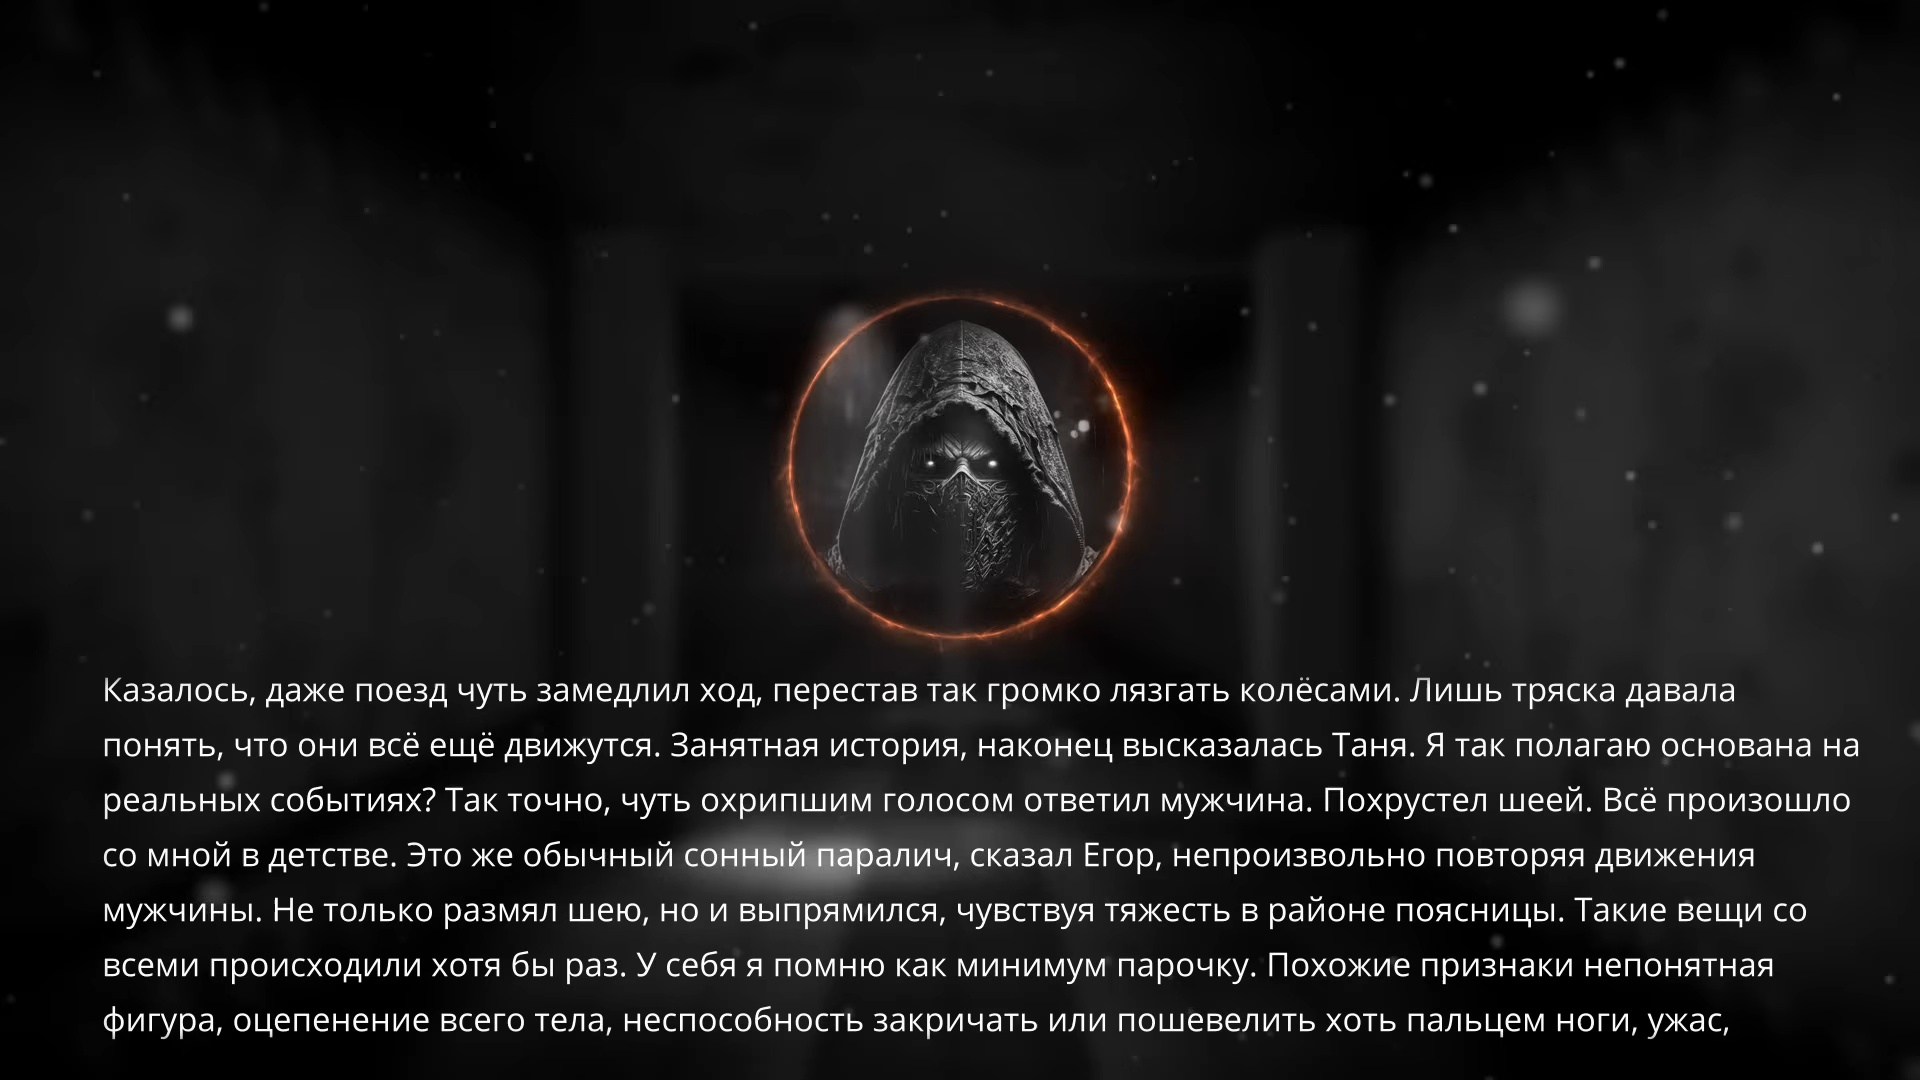 Казалось, даже поезд чуть замедлил ход, перестав так громко лязгать колёсами. Лишь тряска давала
понять, что они всё ещё движутся. Занятная история, наконец высказалась Таня. Я так полагаю основана на
реальных событиях? Так точно, чуть охрипшим голосом ответил мужчина. Похрустел шеей. Всё произошло
со мной в детстве. Это же обычный сонный паралич, сказал Егор, непроизвольно повторяя движения
мужчины. Не только размял шею, но и выпрямился, чувствуя тяжесть в районе поясницы. Такие вещи со
всеми происходили хотя бы раз. У себя я помню как минимум парочку. Похожие признаки непонятная
фигура, оцепенение всего тела, неспособность закричать или пошевелить хоть пальцем ноги, ужас,